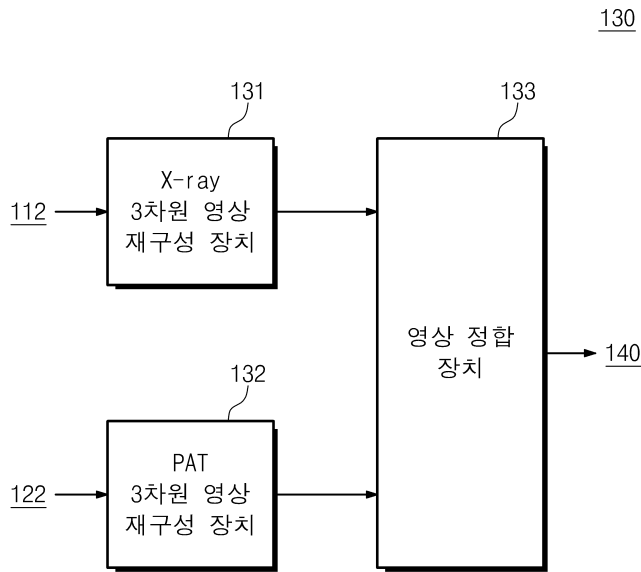 130
131
133
X-ray
3차원 영상
재구성 장치
112
영상 정합
장치
140
132
PAT
3차원 영상
재구성 장치
122